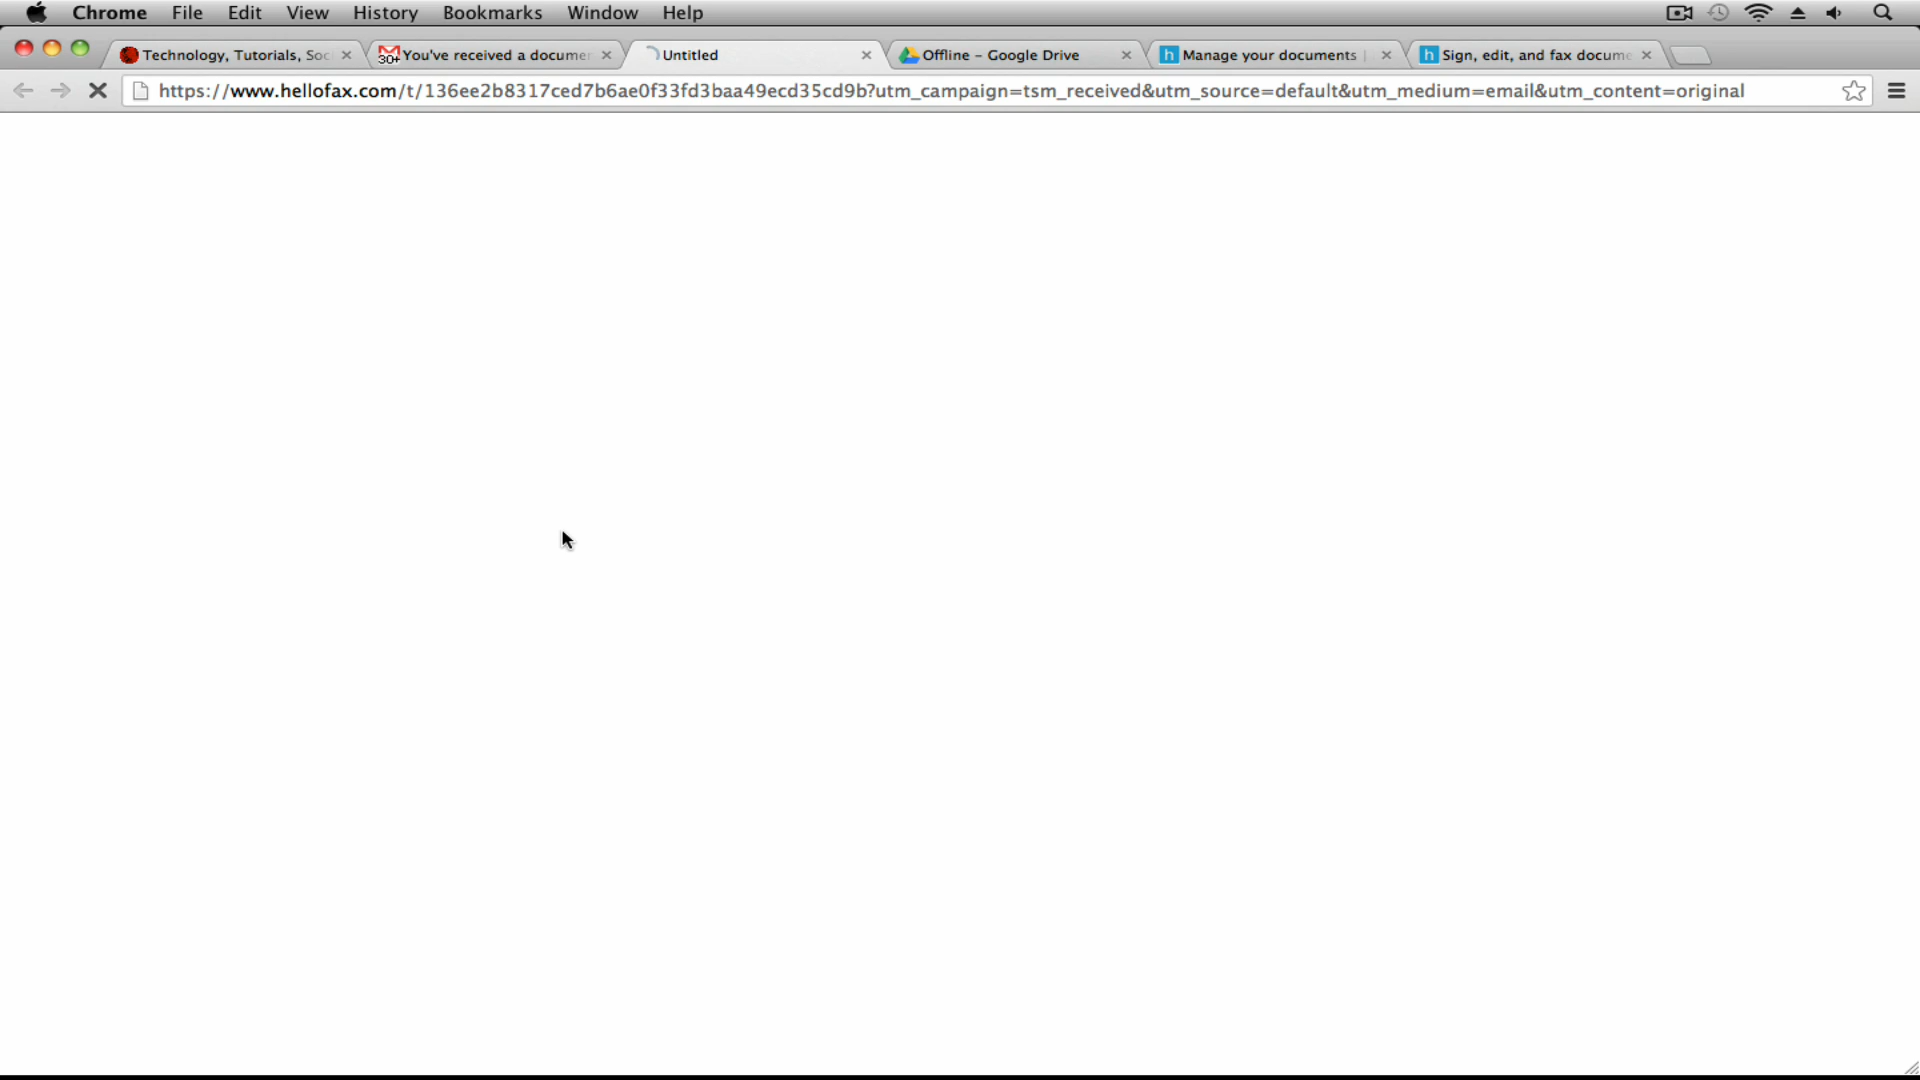 Chrome File Edit View History Bookmarks Window Help
Technology, Tutorials, Soc
30+ You've received a documen
Untitled
Offline – Google Drive
h Manage your documents |
h Sign, edit, and fax docume
https://www.hellofax.com/t/136ee2b8317ced7b6ae0f33fd3baa49ecd35cd9b?utm_campaign=tsm_received&utm_source=default&utm_medium=email&utm_content=original